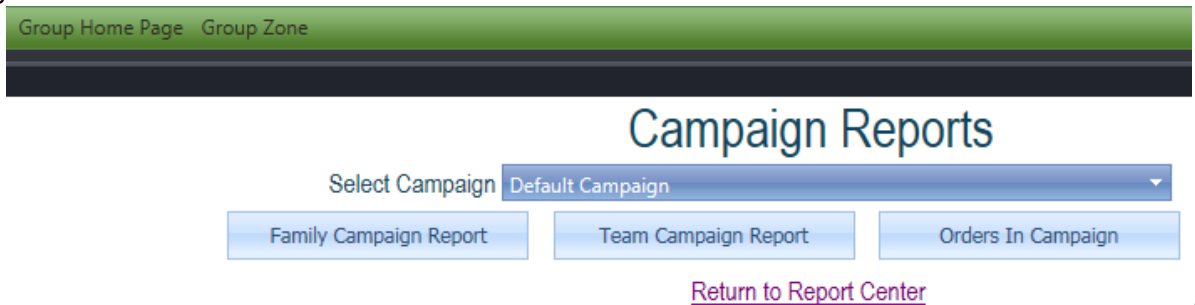 Group Home Page Group Zone
Campaign Reports
Select Campaign Default Campaign
Family Campaign Report Team Campaign Report Orders In Campaign
Return to Report Center